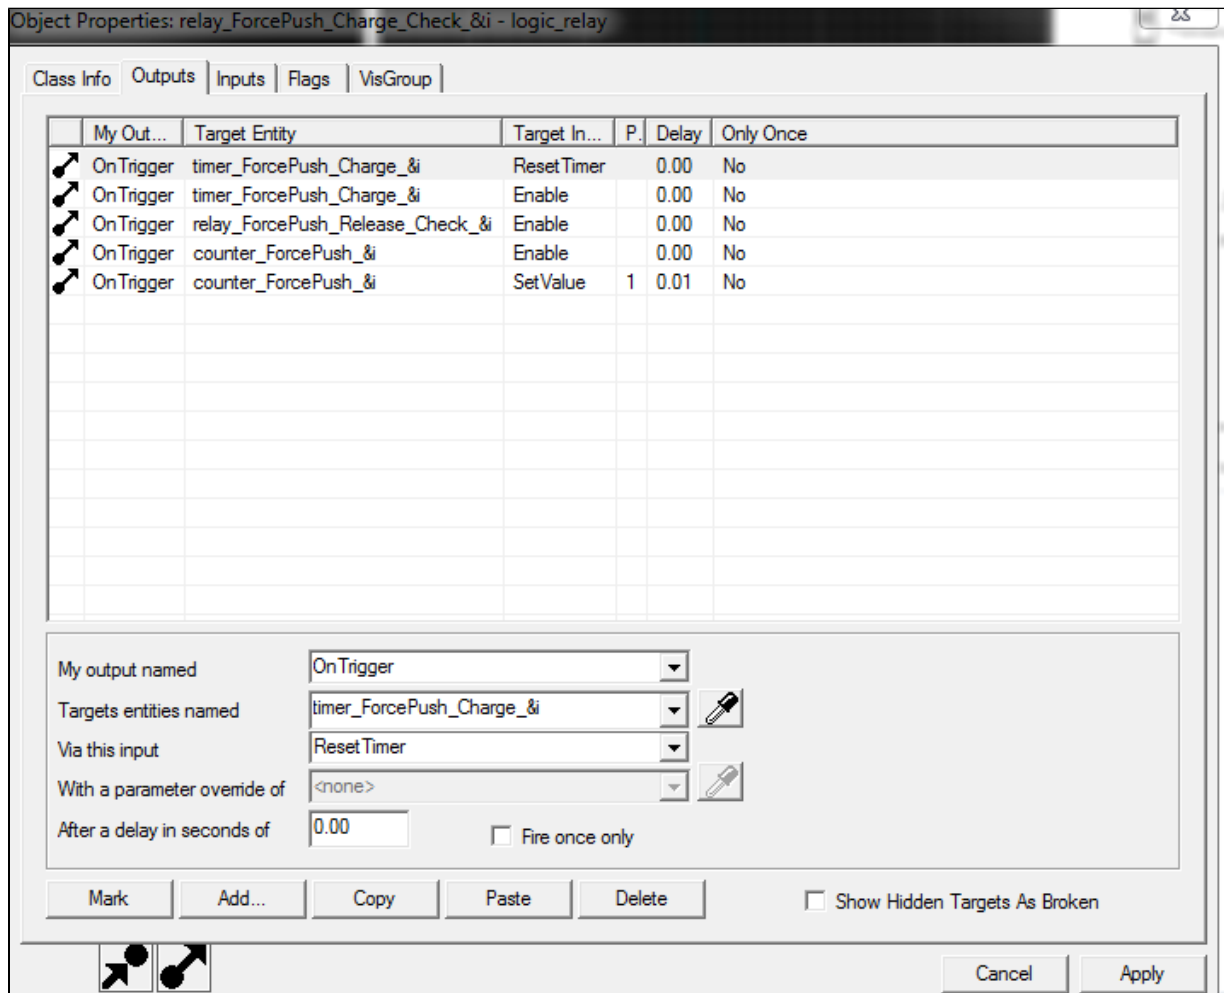 Object Properties: relay_ForcePush_Charge_Check_&i - logic_relay
Class Info Outputs Inputs Flags VisGroup
My Out... Target Entity Target In... P. Delay Only Once
OnTrigger timer_ForcePush_Charge_&i ResetTimer 0.00 No
OnTrigger timer_ForcePush_Charge_&i Enable 0.00 No
OnTrigger relay_ForcePush_Release_Check_&i Enable 0.00 No
OnTrigger counter_ForcePush_&i Enable 0.00 No
OnTrigger counter_ForcePush_&i SetValue 1 0.01 No
My output named OnTrigger
Targets entities named timer_ForcePush_Charge_&i
Via this input ResetTimer
With a parameter override of <none>
After a delay in seconds of 0.00 Fire once only
Mark Add... Copy Paste Delete Show Hidden Targets As Broken
Cancel Apply